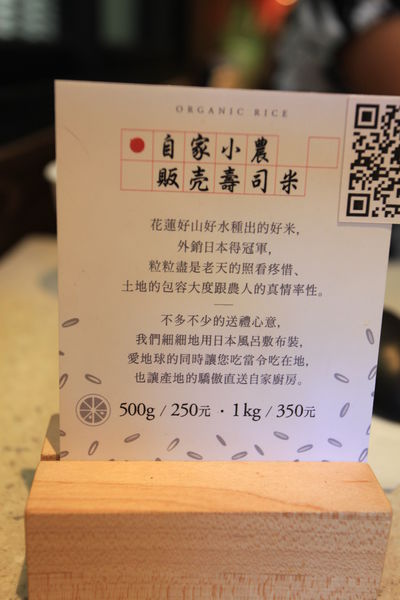 ORGANIC RICE
自家小農
販売壽司米
花蓮好山好水種出的好米，
外銷日本得冠軍，
粒粒盡是老天的照看疼惜、
土地的包容大度跟農人的真情率性。
不多不少的送禮心意，
我們細細地用日本風呂敷布裝，
愛地球的同時讓您吃當令吃在地，
也讓產地的驕傲直送自家廚房。
500g / 250元 · 1kg / 350元